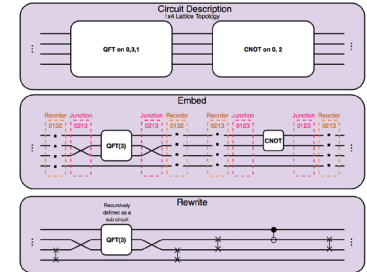 Circuit Description
1x4 Lattice Topology
QFT on 0,3,1
CNOT on 0, 2
Embed
Reorder Junction Junction Reorder Reorder Junction Junction Reorder
0132 0213 0213 0132 0213 0123 0123 0213
QFT(3)
CNOT
Rewrite
Recursively
defined as a
sub circuit
QFT(3)